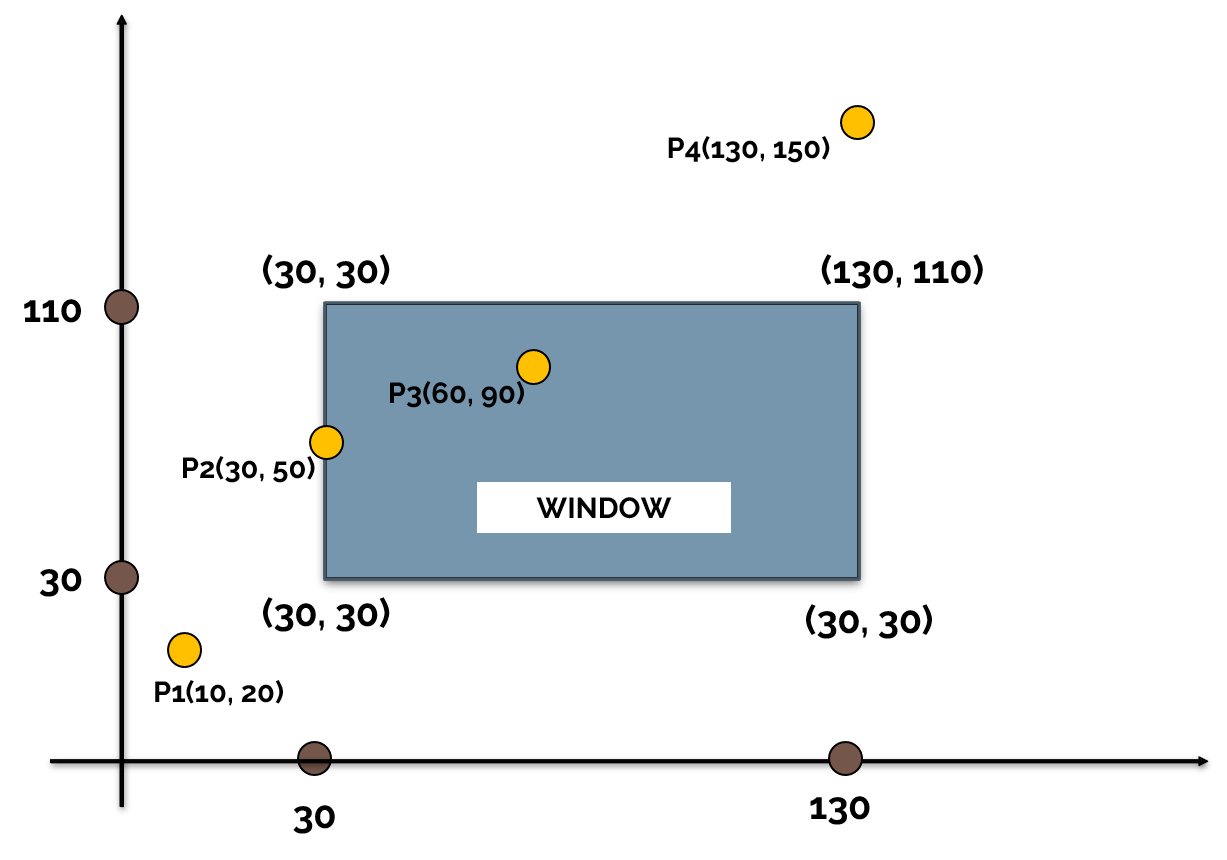 P4(130, 150)
(30, 30)
(130, 110)
110
P3(60, 90)
P2(30, 50)
WINDOW
30
(30, 30)
(30, 30)
P1(10, 20)
30
130